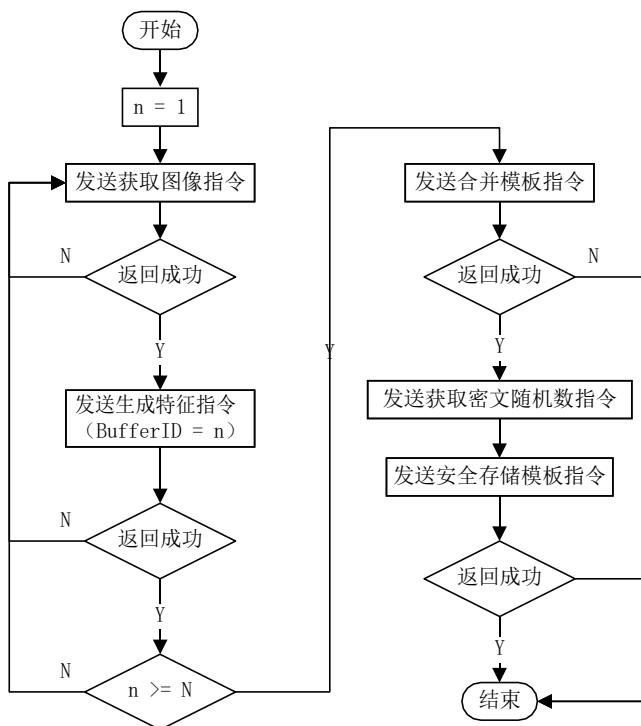 开始
n = 1
发送获取图像指令
返回成功
N
Y
发送生成特征指令
（BufferID = n）
返回成功
N
Y
n >= N
N
Y
发送合并模板指令
返回成功
N
Y
发送获取密文随机数指令
发送安全存储模板指令
返回成功
Y
结束